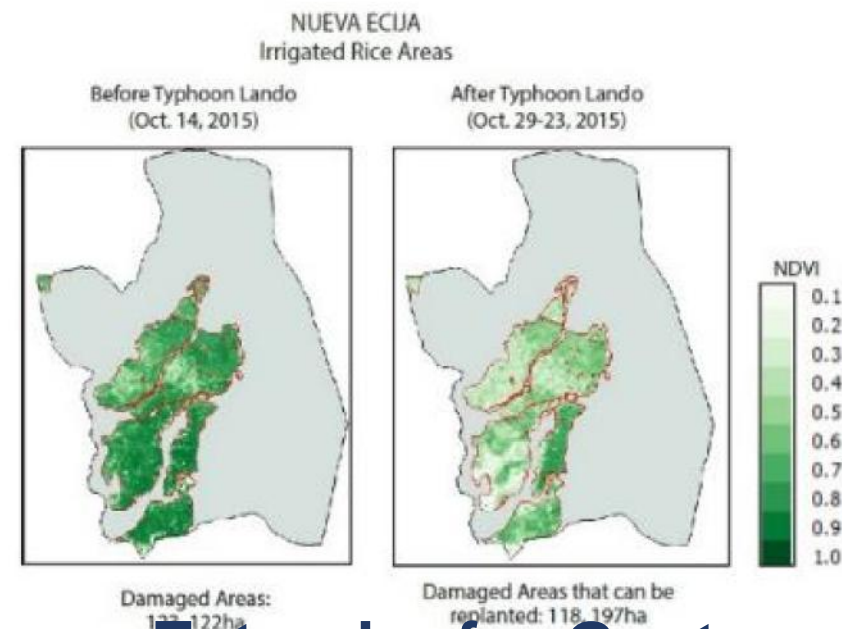 NUEVA ECIJA
Irrigated Rice Areas
Before Typhoon Lando
(Oct. 14, 2015)
After Typhoon Lando
(Oct. 29-23, 2015)
NDVI
0.1
0.2
0.3
0.4
0.5
0.6
0.7
0.8
0.9
1.0
Damaged Areas:
122ha
Damaged Areas that can be
replanted: 118, 197ha